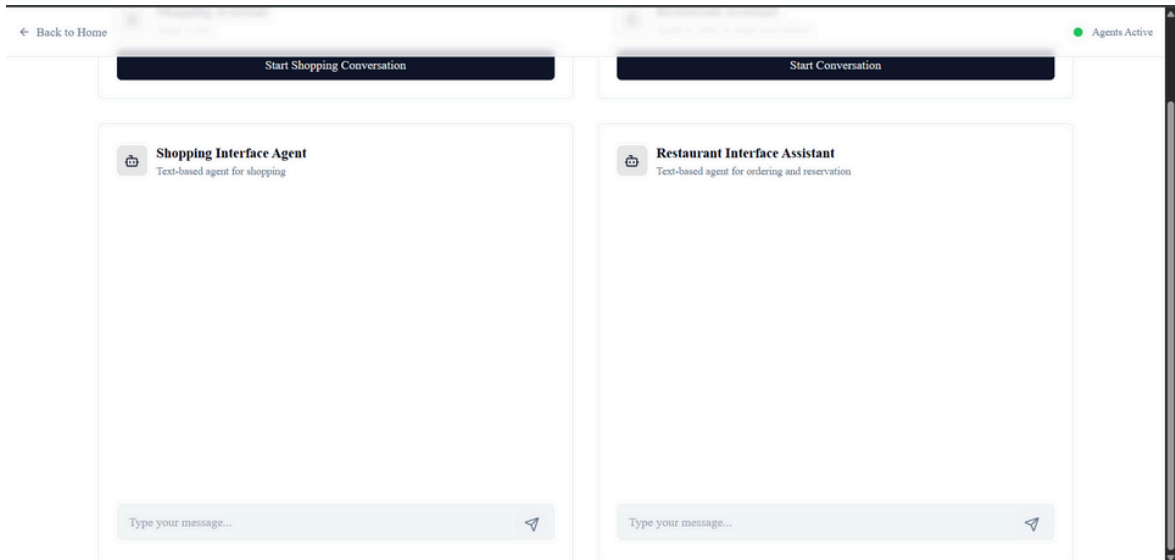 Back to Home
Agents Active
Start Shopping Conversation
Start Conversation
Shopping Interface Agent
Text-based agent for shopping
Restaurant Interface Assistant
Text-based agent for ordering and reservation
Type your message...
Type your message...